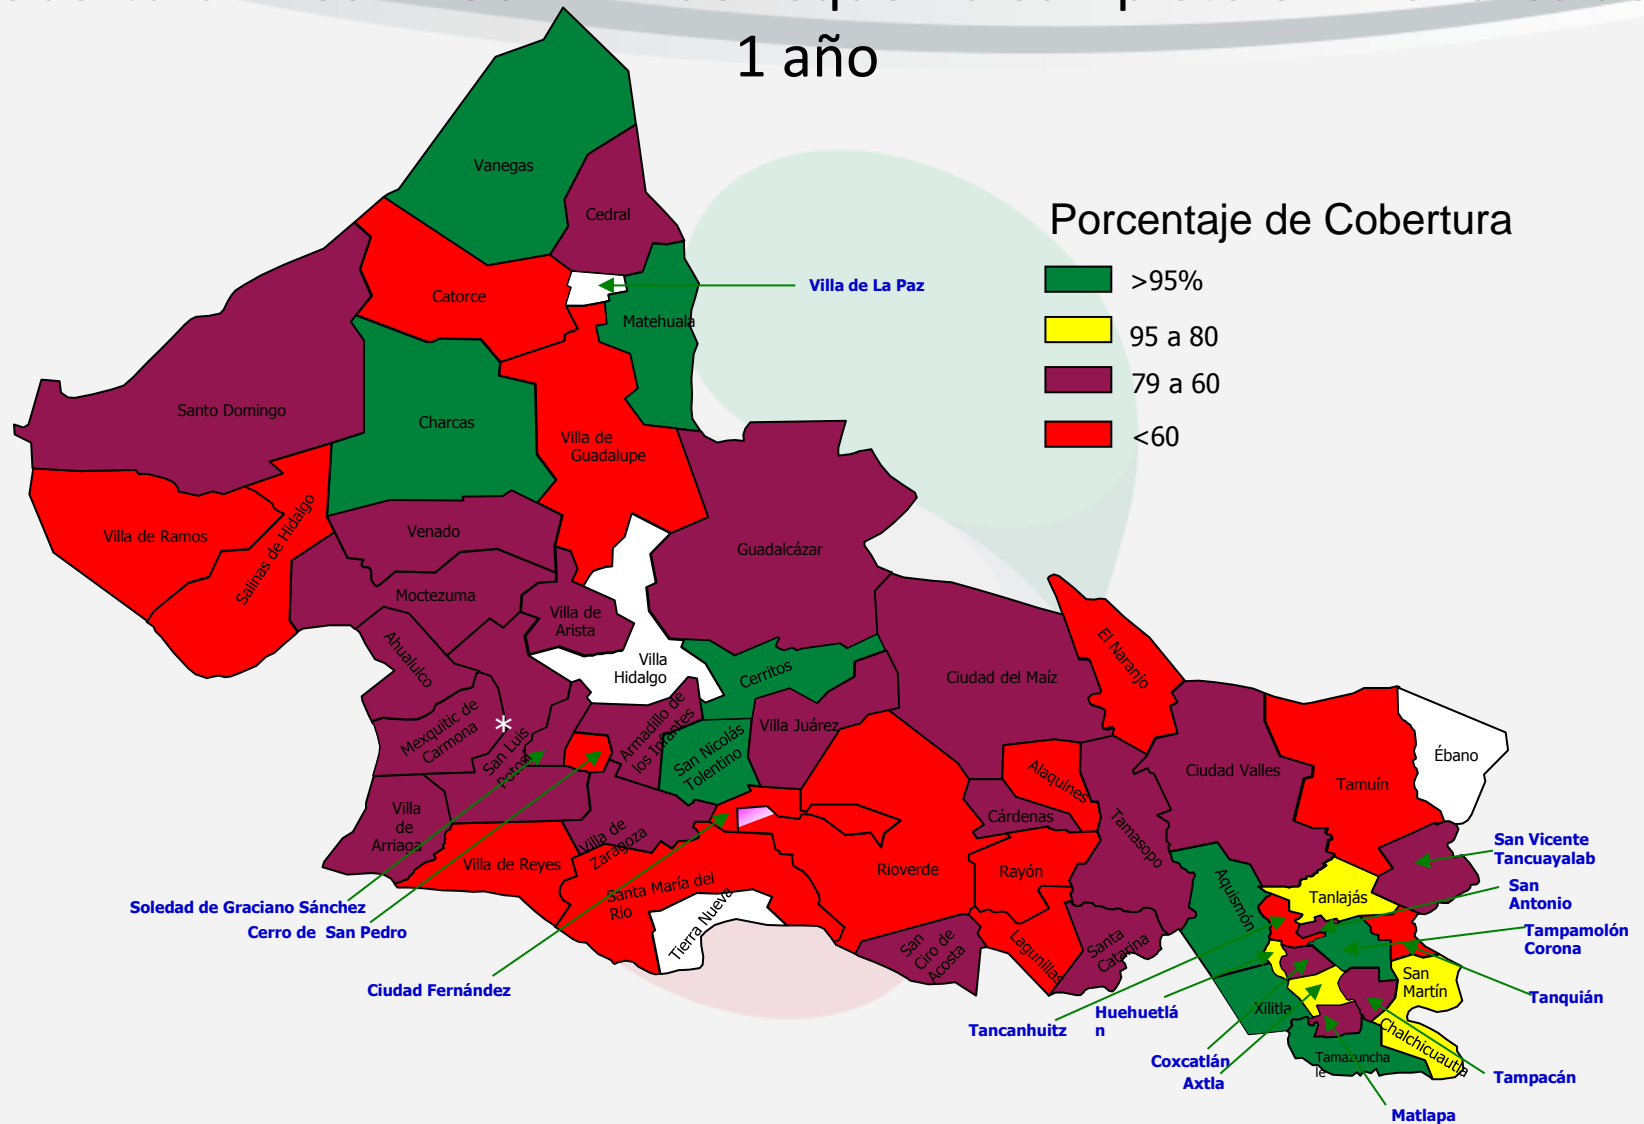 1 año
Vanegas
Cedral
Porcentaje de Cobertura
>95%
95 a 80
79 a 60
<60
Villa de La Paz
Catorce
Matehuala
Santo Domingo
Charcas
Villa de
Guadalupe
Villa de Ramos
Salinas de Hidalgo
Venado
Guadalcázar
Moctezuma
Villa de
Arista
Ahualulco
Villa
Hidalgo
Cerritos
Ciudad del Maíz
El Naranjo
Mexquitic de
Carmona
*
San Luis
Potosí
Armadillo de
los Infantes
San Nicolás
Tolentino
Villa Juárez
Alaquines
Ciudad Valles
Tamuín
Ébano
Villa
de
Arriaga
Cárdenas
Tamasopo
Villa de
Zaragoza
Villa de Reyes
Santa María del
Río
Rioverde
Rayón
Aquismón
Tanlajás
San Vicente
Tancuayalab
San
Antonio
Tampamolón
Corona
Soledad de Graciano Sánchez
Cerro de San Pedro
Tierra Nueva
San
Ciro de
Acosta
Lagunillas
Santa
Catarina
Ciudad Fernández
San
Martín
Tanquián
Xilitla
Huehuetlá
n
Tancanhuitz
Chalchicuautla
Tamazuncha
le
Coxcatlán
Axtla
Tampacán
Matlapa